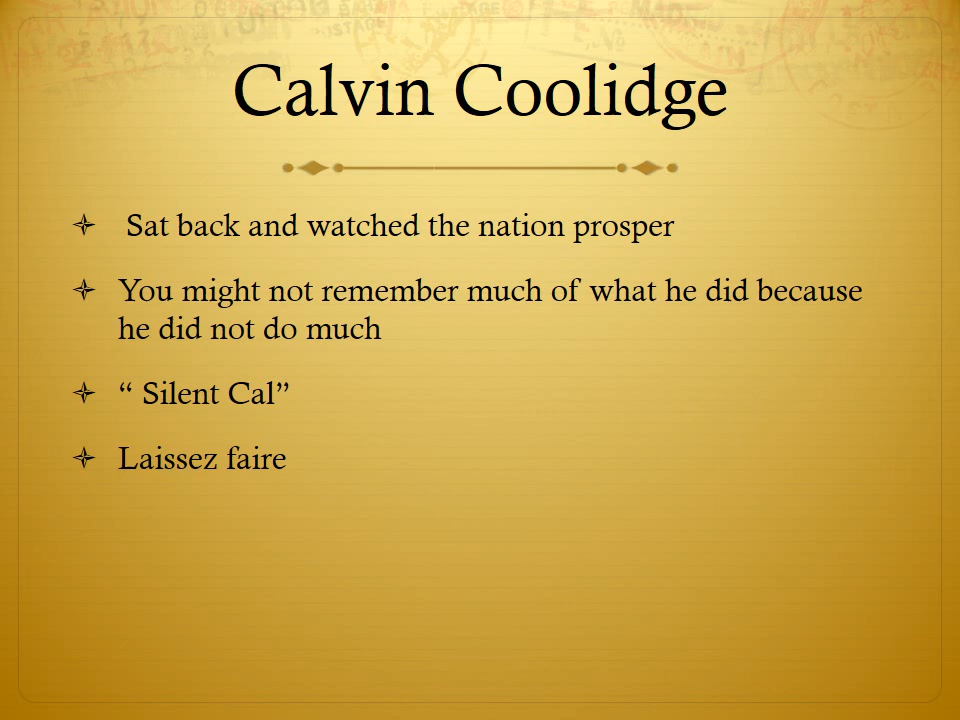 Calvin Coolidge
Sat back and watched the nation prosper
You might not remember much of what he did because
he did not do much
“ Silent Cal”
Laissez faire